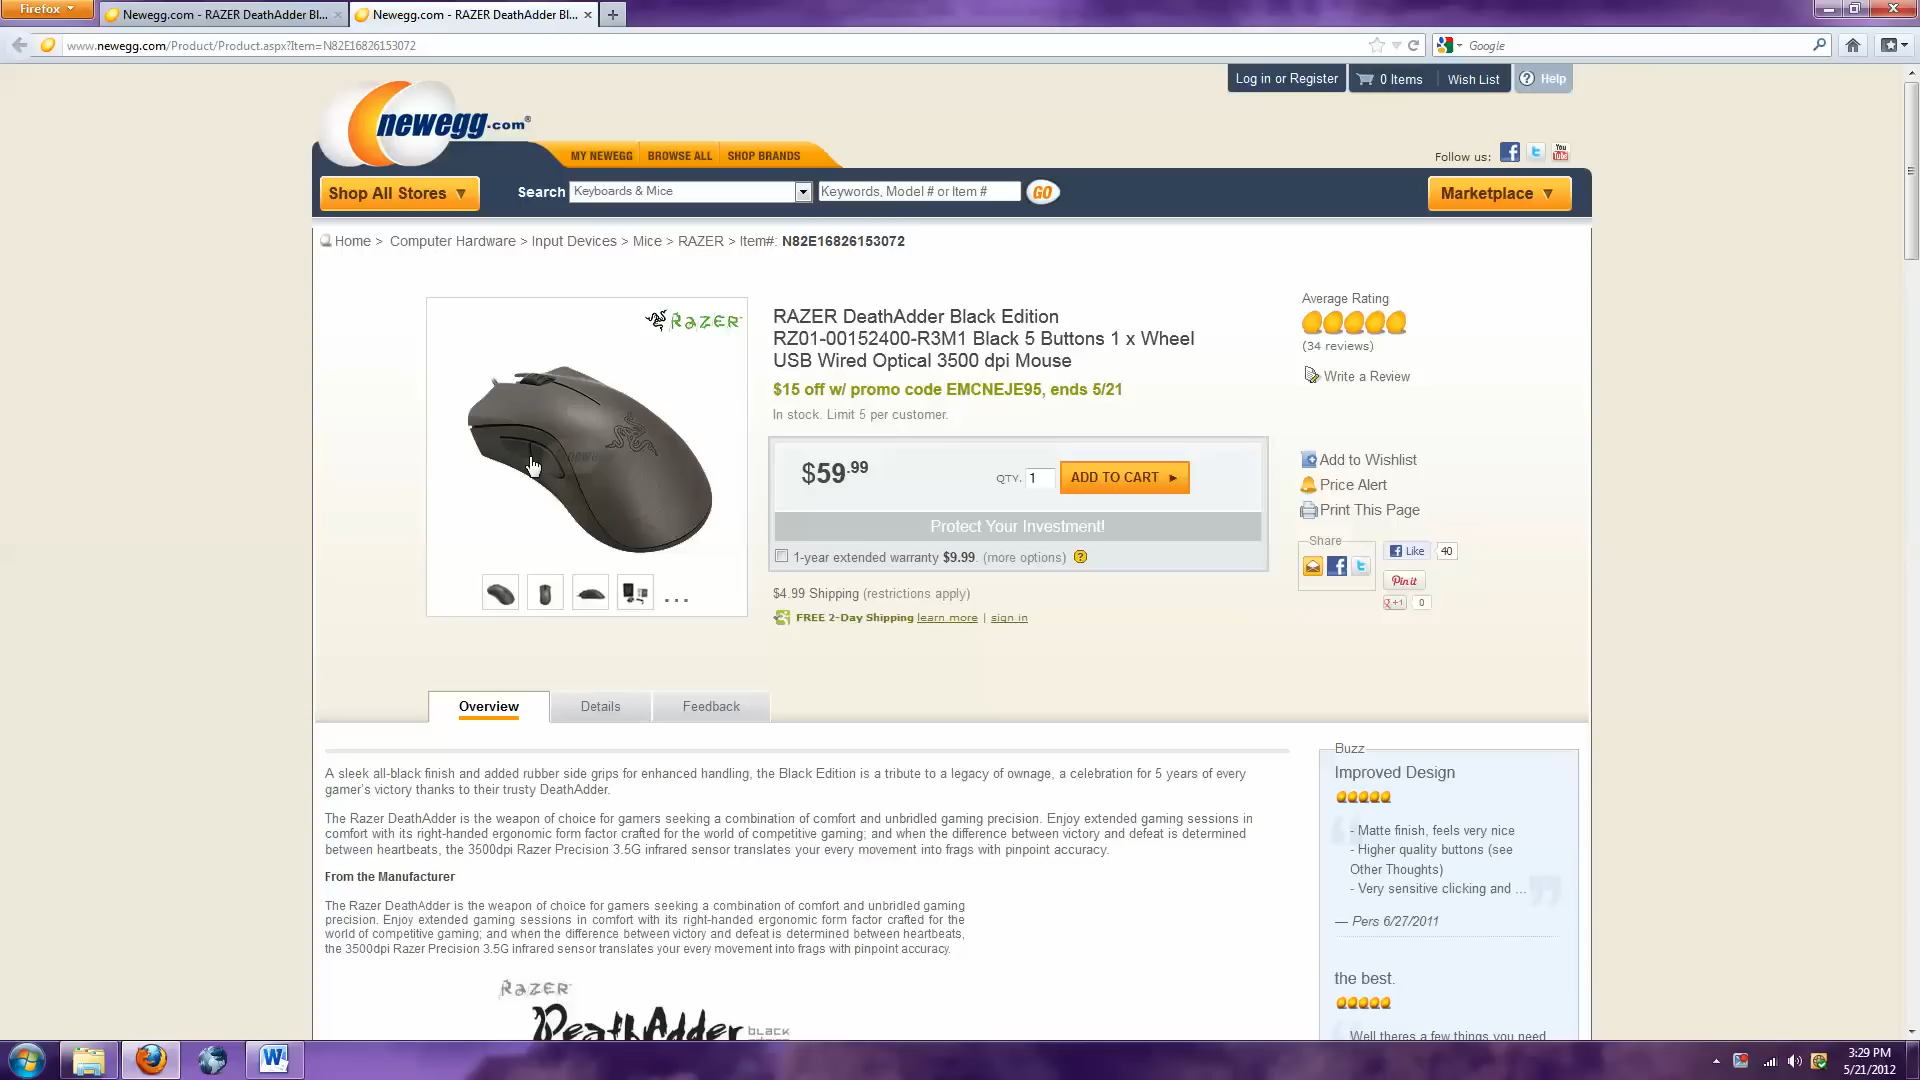 Firefox
Newegg.com - RAZER DeathAdder Bl...
Newegg.com - RAZER DeathAdder Bl...
www.newegg.com/Product/Product.aspx?Item=N82E16826153072
Google
Log in or Register
0 Items
Wish List
Help
newegg.com®
MY NEWEGG
BROWSE ALL
SHOP BRANDS
Follow us:
You Tube
Shop All Stores ▼
Search
Keyboards & Mice
Keywords, Model # or Item #
GO
Marketplace ▼
Home > Computer Hardware > Input Devices > Mice > RAZER > Item#: N82E16826153072
RAZER
RAZER DeathAdder Black Edition
RZ01-00152400-R3M1 Black 5 Buttons 1 x Wheel
USB Wired Optical 3500 dpi Mouse
$15 off w/ promo code EMCNEJE95, ends 5/21
In stock. Limit 5 per customer.
$59.99
QTY. 1
ADD TO CART ►
Protect Your Investment!
1-year extended warranty $9.99. (more options) ?
$4.99 Shipping (restrictions apply)
FREE 2-Day Shipping learn more | sign in
Average Rating
(34 reviews)
Write a Review
Add to Wishlist
Price Alert
Print This Page
Share
Like 40
Pin it
+1 0
...
Overview
Details
Feedback
A sleek all-black finish and added rubber side grips for enhanced handling, the Black Edition is a tribute to a legacy of ownage, a celebration for 5 years of every
gamer's victory thanks to their trusty DeathAdder.
The Razer DeathAdder is the weapon of choice for gamers seeking a combination of comfort and unbridled gaming precision. Enjoy extended gaming sessions in
comfort with its right-handed ergonomic form factor crafted for the world of competitive gaming; and when the difference between victory and defeat is determined
between heartbeats, the 3500dpi Razer Precision 3.5G infrared sensor translates your every movement into frags with pinpoint accuracy.
From the Manufacturer
The Razer DeathAdder is the weapon of choice for gamers seeking a combination of comfort and unbridled gaming
precision. Enjoy extended gaming sessions in comfort with its right-handed ergonomic form factor crafted for the
world of competitive gaming; and when the difference between victory and defeat is determined between heartbeats,
the 3500dpi Razer Precision 3.5G infrared sensor translates your every movement into frags with pinpoint accuracy.
RAZER
DeathAdder black
Buzz
Improved Design
- Matte finish, feels very nice
- Higher quality buttons (see
Other Thoughts)
- Very sensitive clicking and ...
— Pers 6/27/2011
the best.
Well theres a few things you need
3:29 PM
5/21/2012